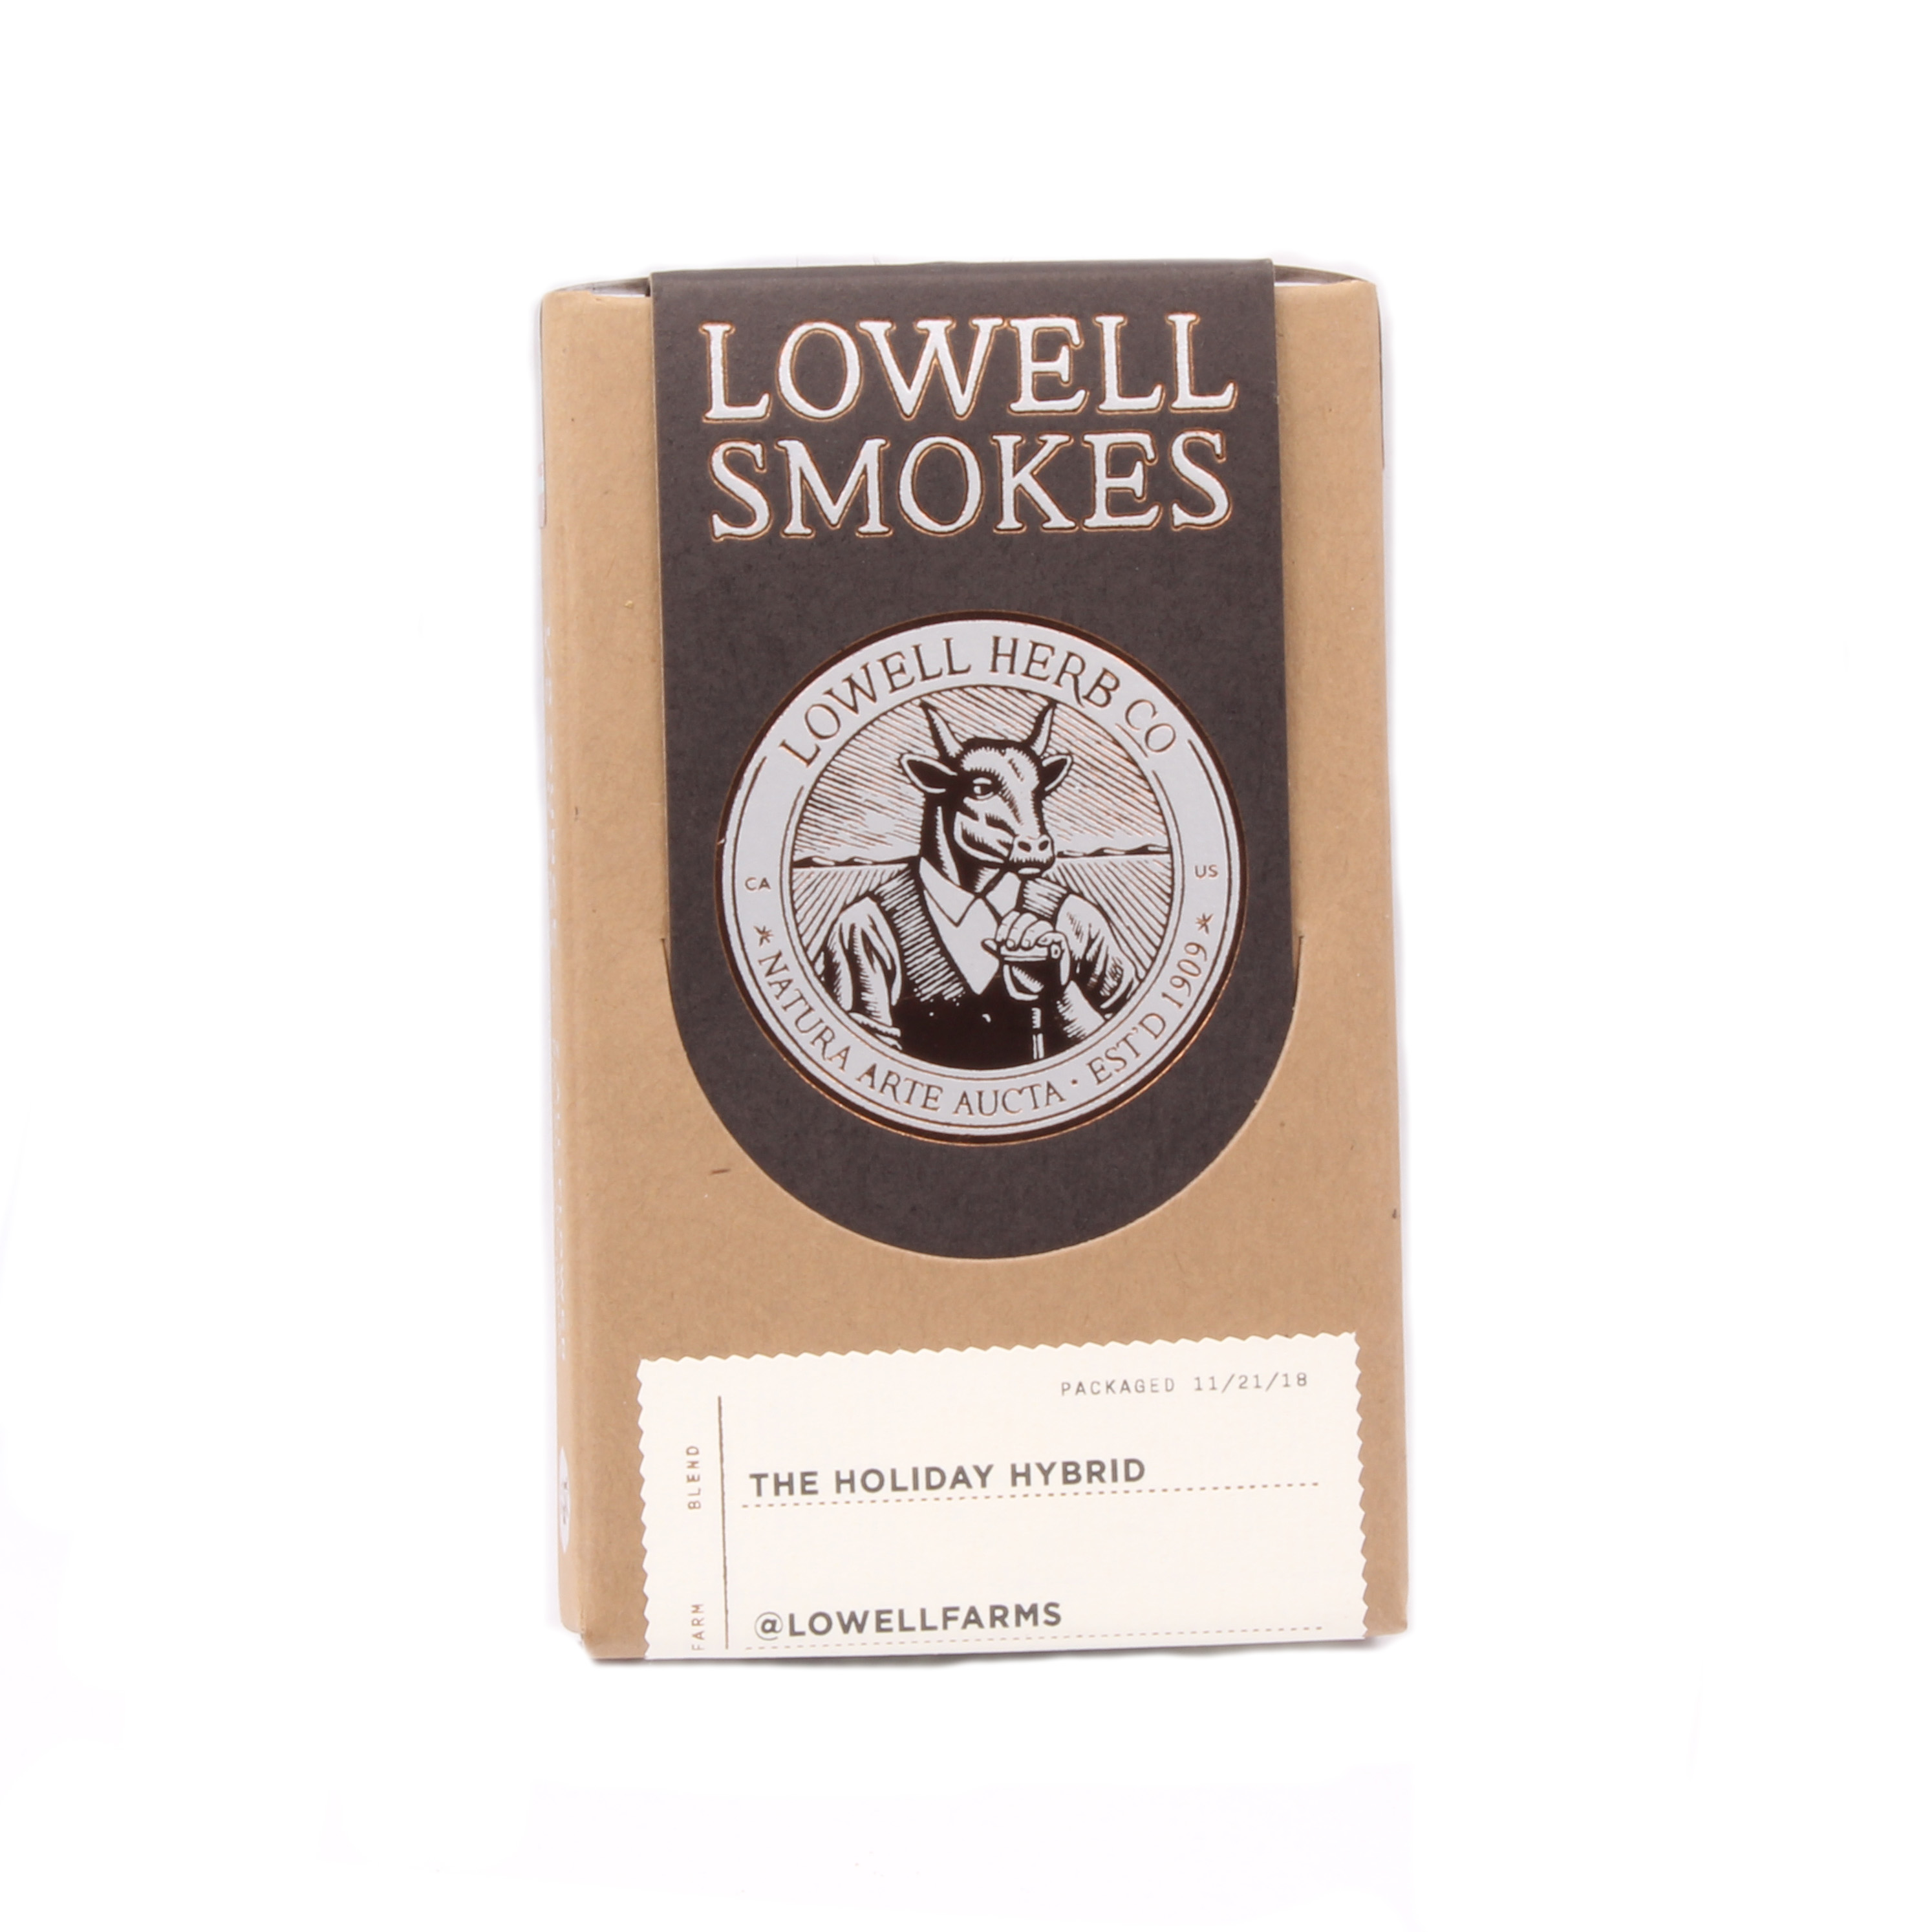 LOWELL
SMOKES
LOWELL HERB CO
CA
US
NATURA ARTE AUCTA • EST'D 1909
PACKAGED 11/21/18
BLEND
THE HOLIDAY HYBRID
FARM
@LOWELLFARMS